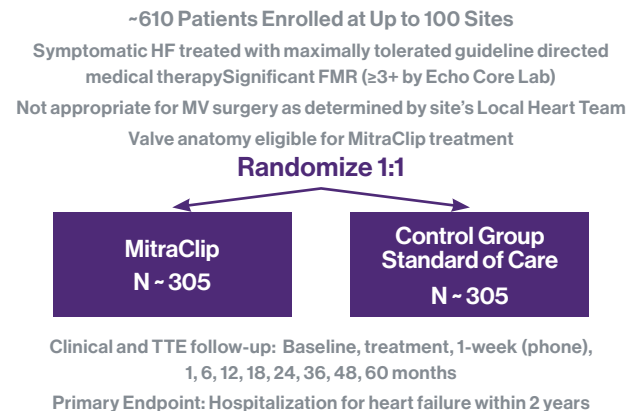 ~610 Patients Enrolled at Up to 100 Sites
Symptomatic HF treated with maximally tolerated guideline directed
medical therapySignificant FMR (≥3+ by Echo Core Lab)
Not appropriate for MV surgery as determined by site's Local Heart Team
Valve anatomy eligible for MitraClip treatment
Randomize 1:1
MitraClip
N ~ 305
Control Group
Standard of Care
N ~ 305
Clinical and TTE follow-up: Baseline, treatment, 1-week (phone),
1, 6, 12, 18, 24, 36, 48, 60 months
Primary Endpoint: Hospitalization for heart failure within 2 years